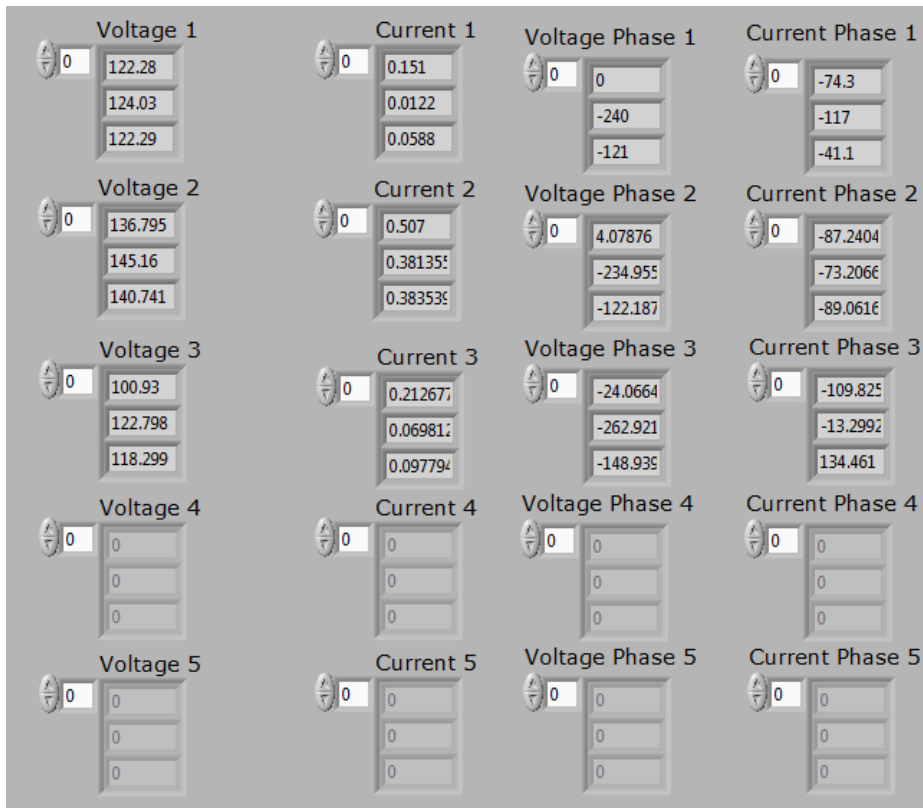 Voltage 1 Current 1 Voltage Phase 1 Current Phase 1
0 122.28 0 0.151 0 0 0 -74.3
124.03 0.0122 -240 -117
122.29 0.0588 -121 -41.1
Voltage 2 Current 2 Voltage Phase 2 Current Phase 2
0 136.795 0 0.507 0 4.07876 0 -87.2404
145.16 0.381355 -234.955 -73.2066
140.741 0.383539 -122.187 -89.0616
Voltage 3 Current 3 Voltage Phase 3 Current Phase 3
0 100.93 0 0.212677 0 -24.0664 0 -109.825
122.798 0.069812 -262.921 -13.2992
118.299 0.097794 -148.939 134.461
Voltage 4 Current 4 Voltage Phase 4 Current Phase 4
0 0 0 0 0 0 0 0
0 0 0 0
0 0 0 0
Voltage 5 Current 5 Voltage Phase 5 Current Phase 5
0 0 0 0 0 0 0 0
0 0 0 0
0 0 0 0